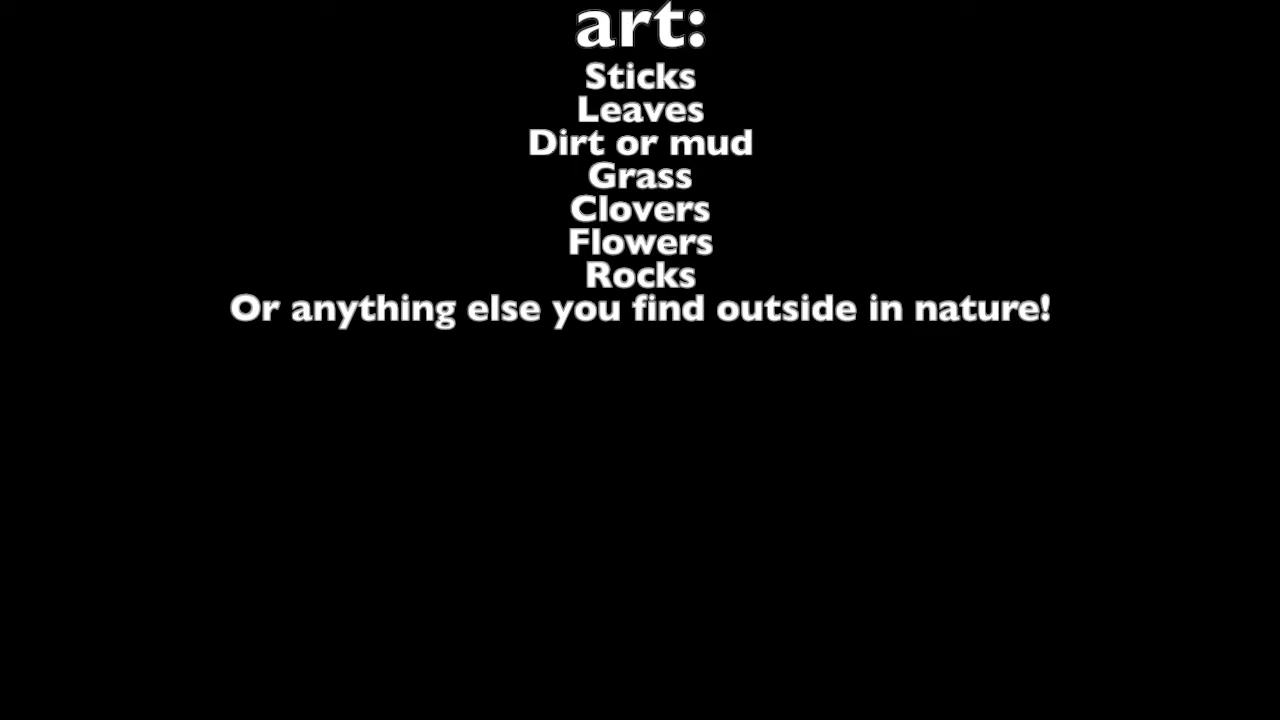 art:
Sticks
Leaves
Dirt or mud
Grass
Clovers
Flowers
Rocks
Or anything else you find outside in nature!